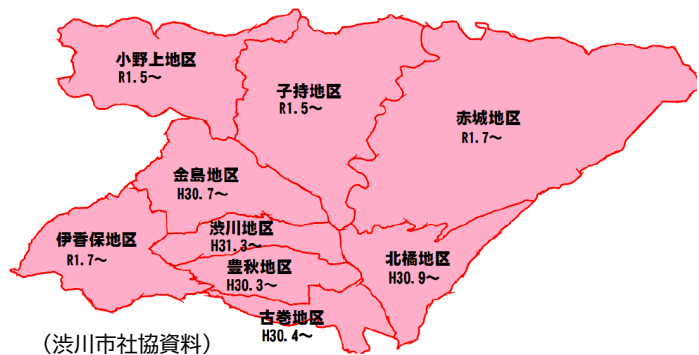 小野上地区
R1.5～
子持地区
R1.5～
赤城地区
R1.7～
金島地区
H30.7～
渋川地区
H31.3～
伊香保地区
R1.7～
豊秋地区
H30.3～
北橘地区
H30.9～
古巻地区
H30.4～
（渋川市社協資料）